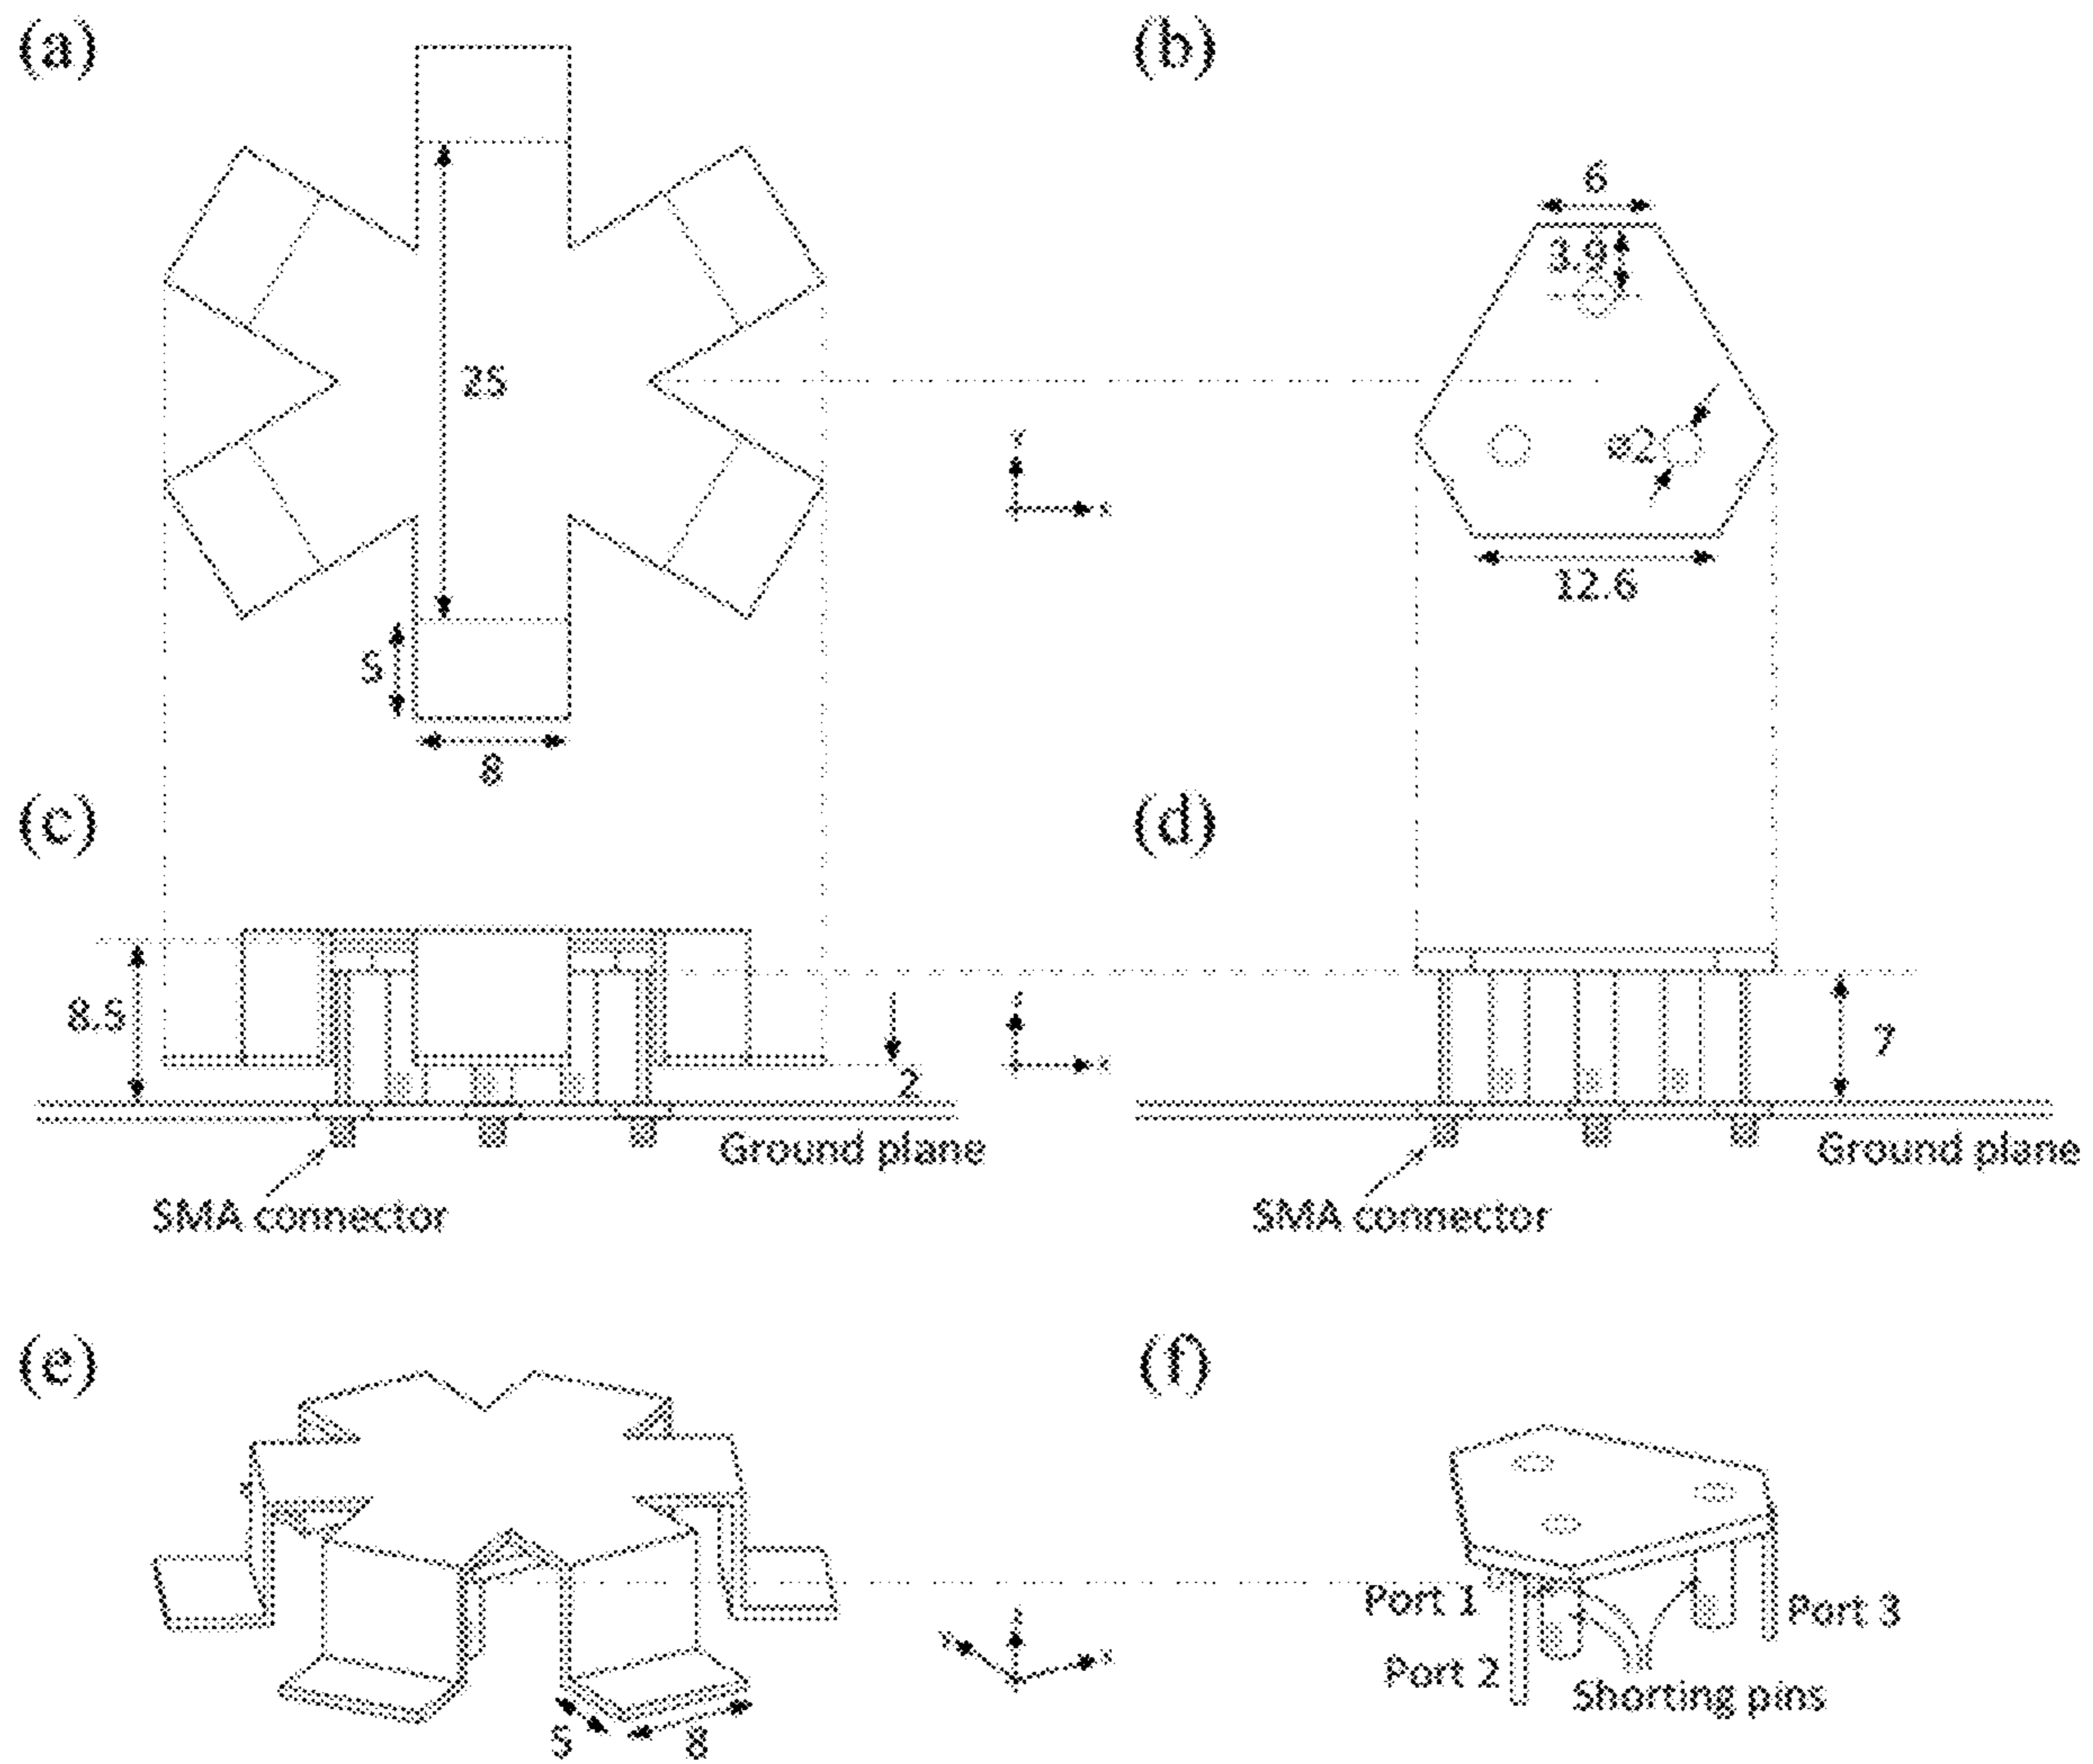 (a)
(b)
6
3.9
25
Y
x
ø2
12.6
5
8
(c)
(d)
8.5
2
x
7
Ground plane
Ground plane
SMA connector
SMA connector
(e)
(f)
Port 1
Port 3
Y
x
Port 2
Shorting pins
5
8